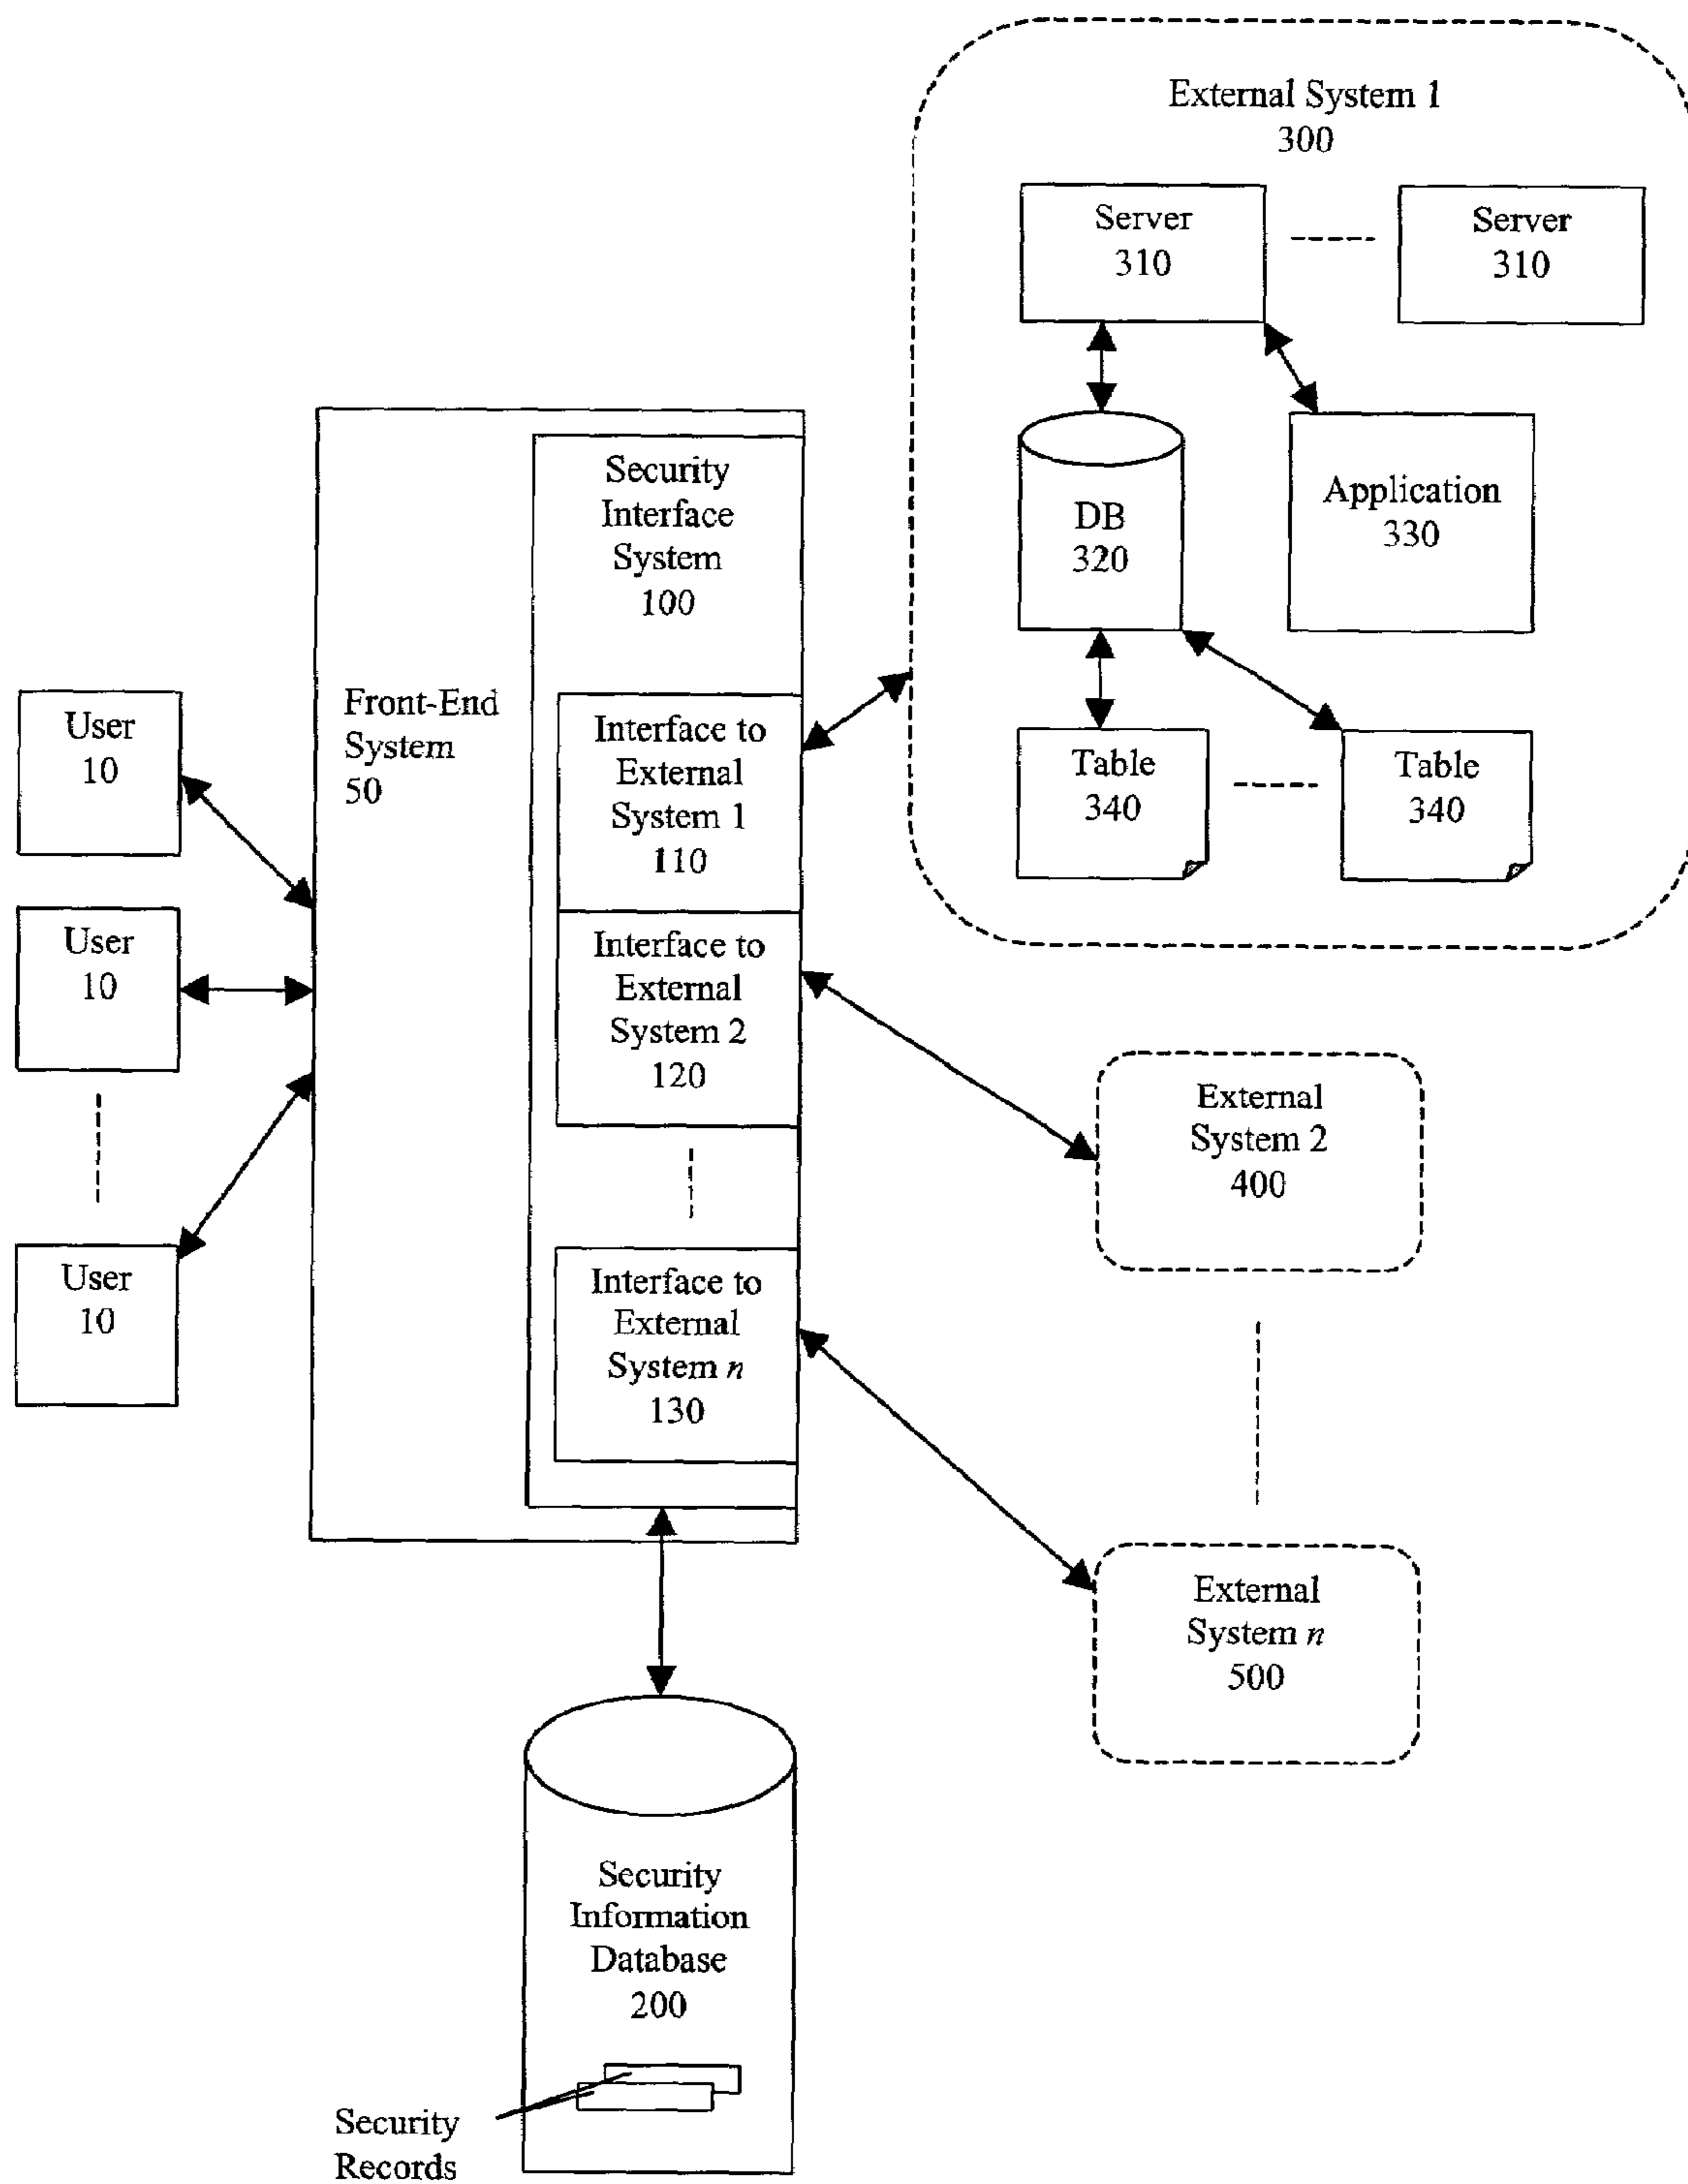 External System 1
300
Server
310
Server
310
DB
320
Application
330
Table
340
Table
340
Security
Interface
System
100
Front-End
System
50
Interface to
External
System 1
110
Interface to
External
System 2
120
Interface to
External
System n
130
User
10
User
10
User
10
External
System 2
400
External
System n
500
Security
Information
Database
200
Security
Records